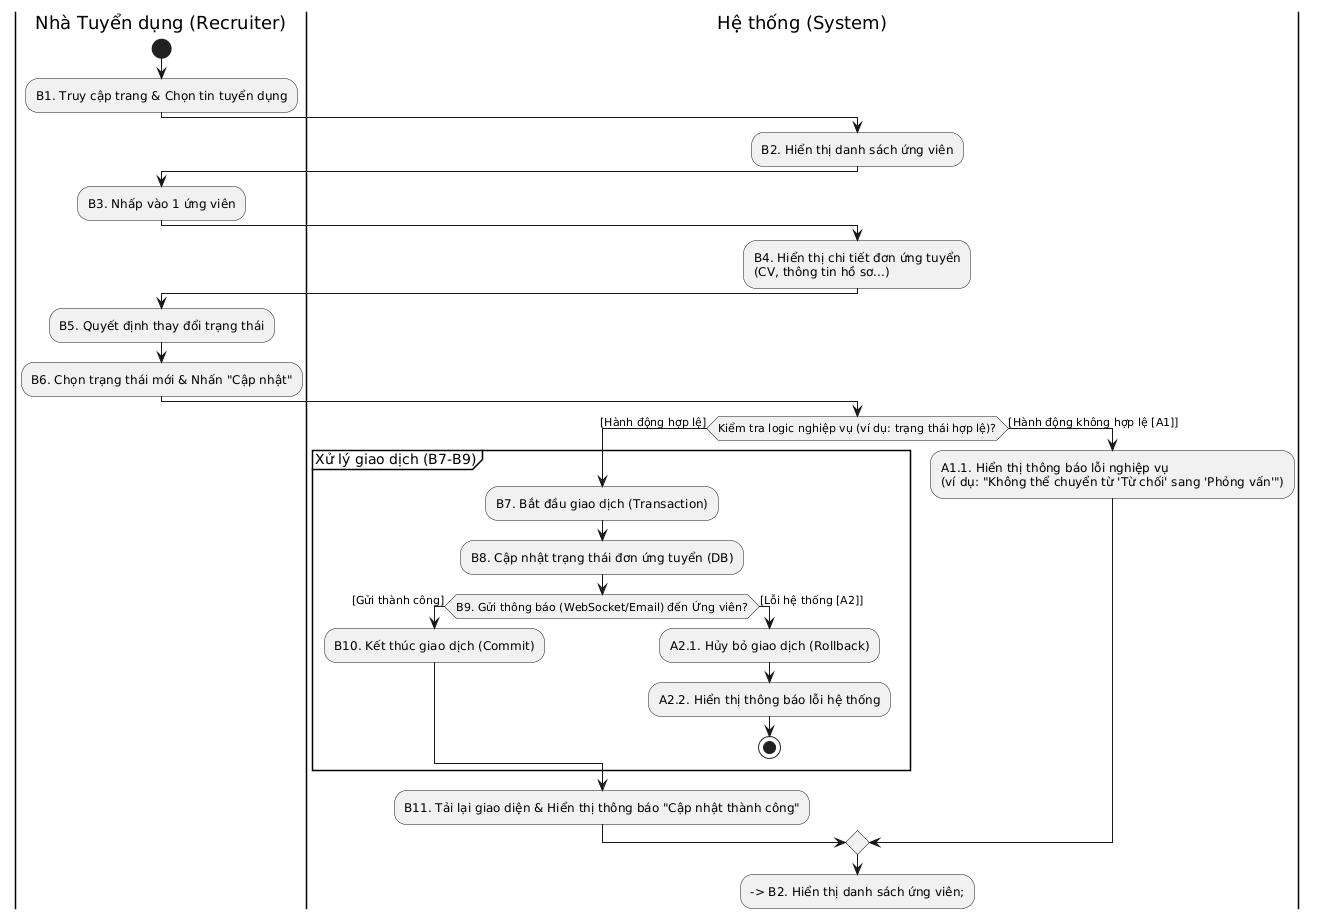 Nhà Tuyển dụng (Recruiter)
Hệ thống (System)
B1. Truy cập trang & Chọn tin tuyển dụng
B2. Hiển thị danh sách ứng viên
B3. Nhấp vào 1 ứng viên
B4. Hiển thị chi tiết đơn ứng tuyển
(CV, thông tin hồ sơ...)
B5. Quyết định thay đổi trạng thái
B6. Chọn trạng thái mới & Nhấn "Cập nhật"
[Hành động hợp lệ]
Kiểm tra logic nghiệp vụ (ví dụ: trạng thái hợp lệ)?
[Hành động không hợp lệ [A1]]
Xử lý giao dịch (B7-B9)
A1.1. Hiển thị thông báo lỗi nghiệp vụ
(ví dụ: "Không thể chuyển từ 'Từ chối' sang 'Phỏng vấn'")
B7. Bắt đầu giao dịch (Transaction)
B8. Cập nhật trạng thái đơn ứng tuyển (DB)
[Gửi thành công]
B9. Gửi thông báo (WebSocket/Email) đến Ứng viên?
[Lỗi hệ thống [A2]]
B10. Kết thúc giao dịch (Commit)
A2.1. Hủy bỏ giao dịch (Rollback)
A2.2. Hiển thị thông báo lỗi hệ thống
B11. Tải lại giao diện & Hiển thị thông báo "Cập nhật thành công"
-> B2. Hiển thị danh sách ứng viên;